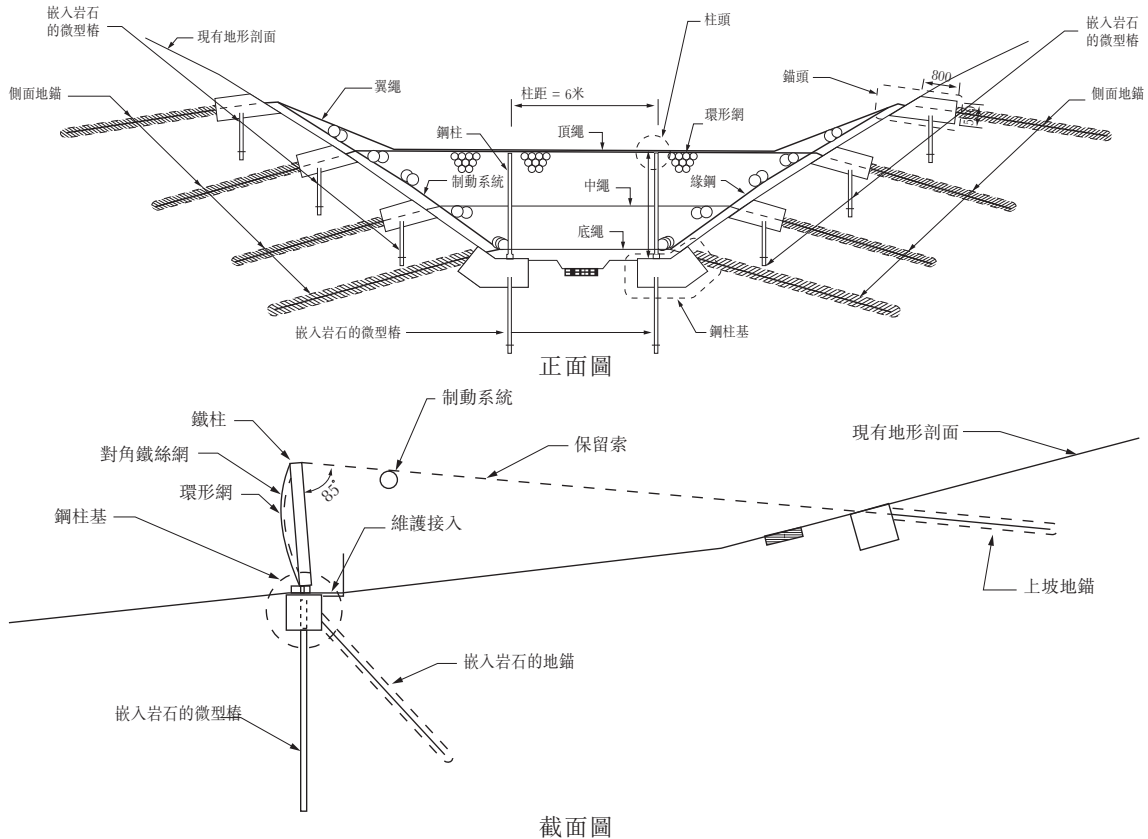 嵌入岩石
的微型樁
現有地形剖面
側面地錨
翼繩
柱距 = 6米
柱頭
錨頭
800
嵌入岩石
的微型樁
側面地錨
鋼柱
頂繩
環形網
制動系統
中繩
緣鋼
底繩
嵌入岩石的微型樁
鋼柱基
正面圖
制動系統
鐵柱
對角鐵絲網
環形網
鋼柱基
85°
保留索
現有地形剖面
維護接入
上坡地錨
嵌入岩石的地錨
嵌入岩石的微型樁
截面圖